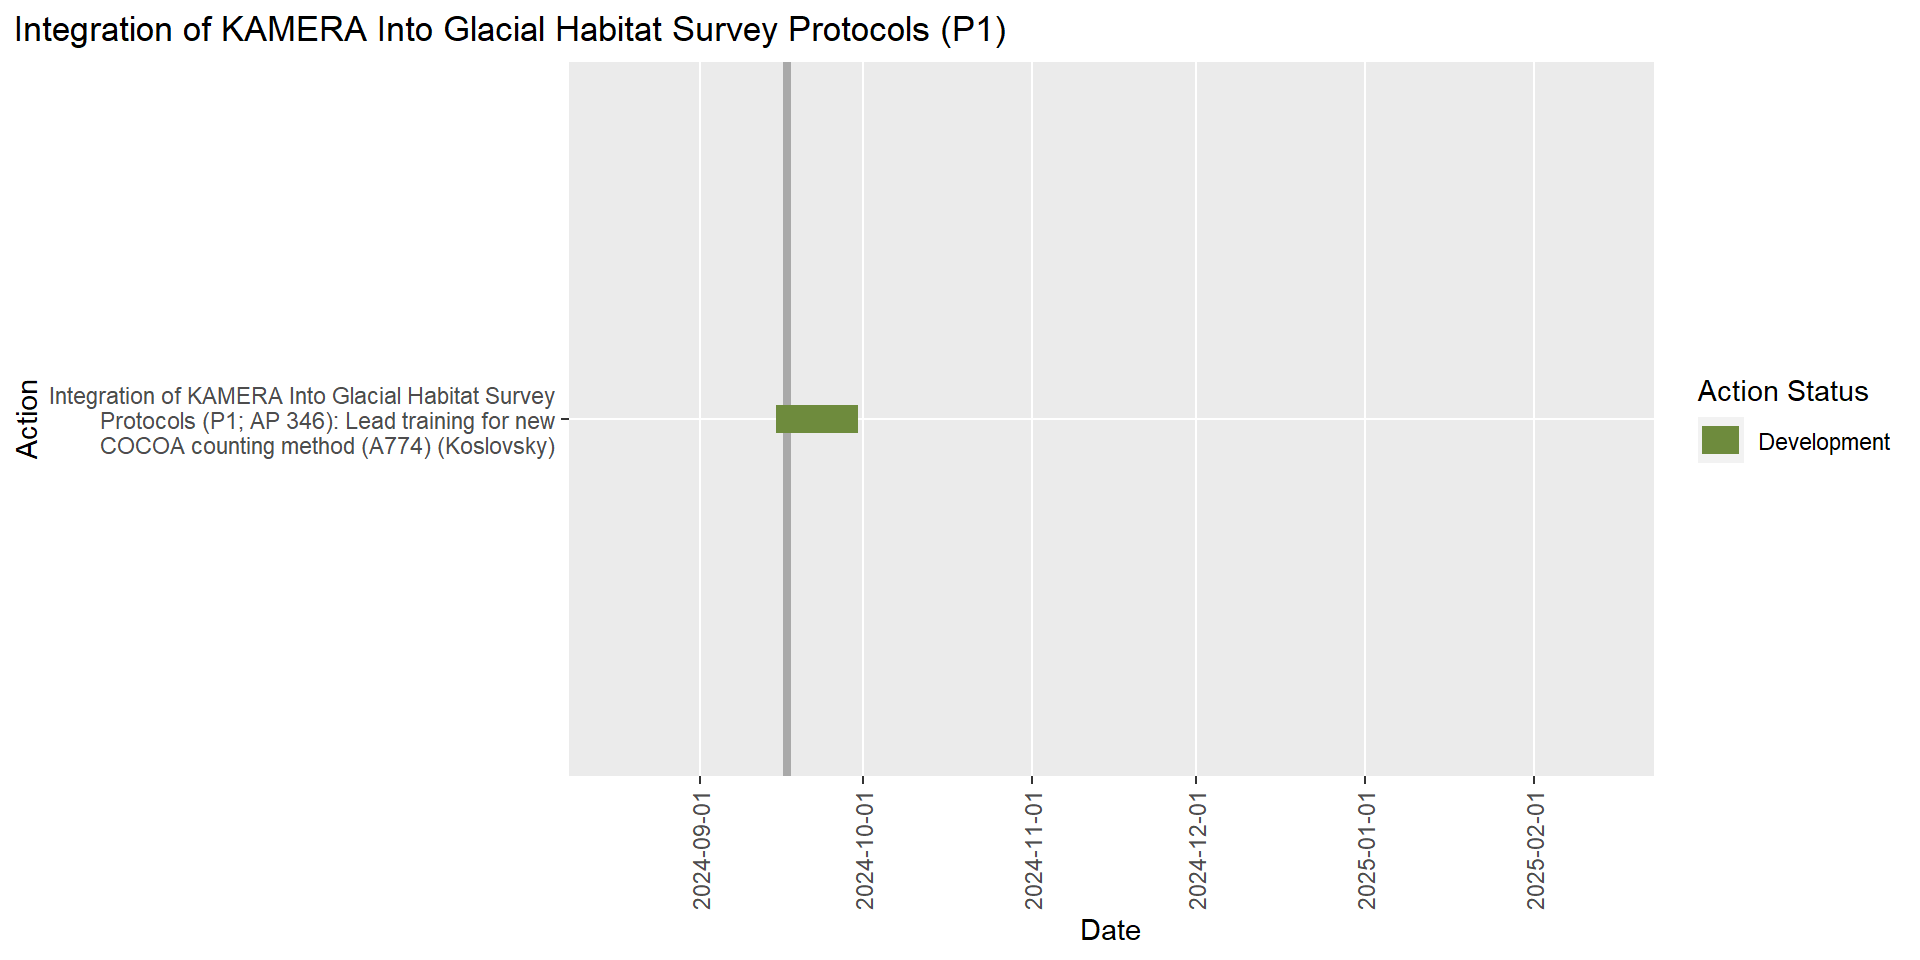 Integration of KAMERA Into Glacial Habitat Survey Protocols (P1)
Action
Integration of KAMERA Into Glacial Habitat Survey
Protocols (P1; AP 346): Lead training for new
COCOA counting method (A774) (Koslovsky)
Action Status
Development
2024-09-01
2024-10-01
2024-11-01
2024-12-01
2025-01-01
2025-02-01
Date